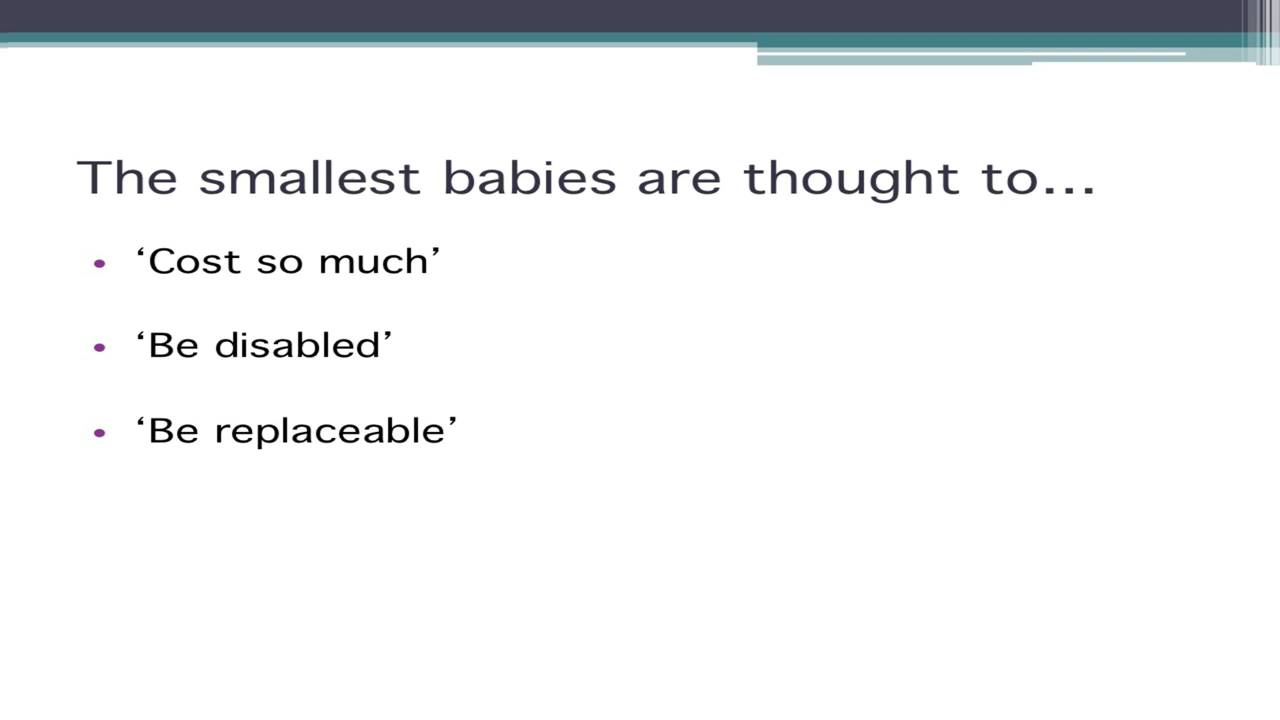 The smallest babies are thought to…
• ‘Cost so much’
• ‘Be disabled’
• ‘Be replaceable’